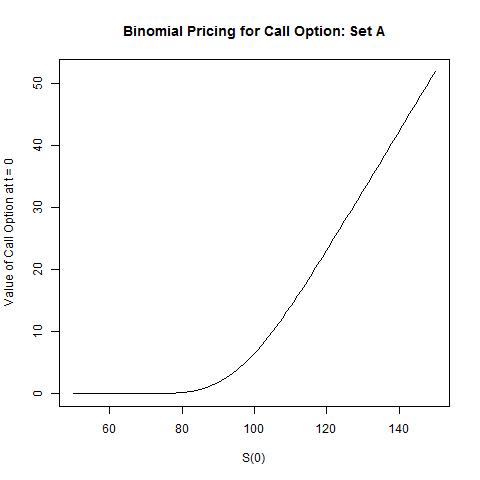 Binomial Pricing for Call Option: Set A
Value of Call Option at t = 0
50
40
30
20
10
0
60 80 100 120 140
S(0)